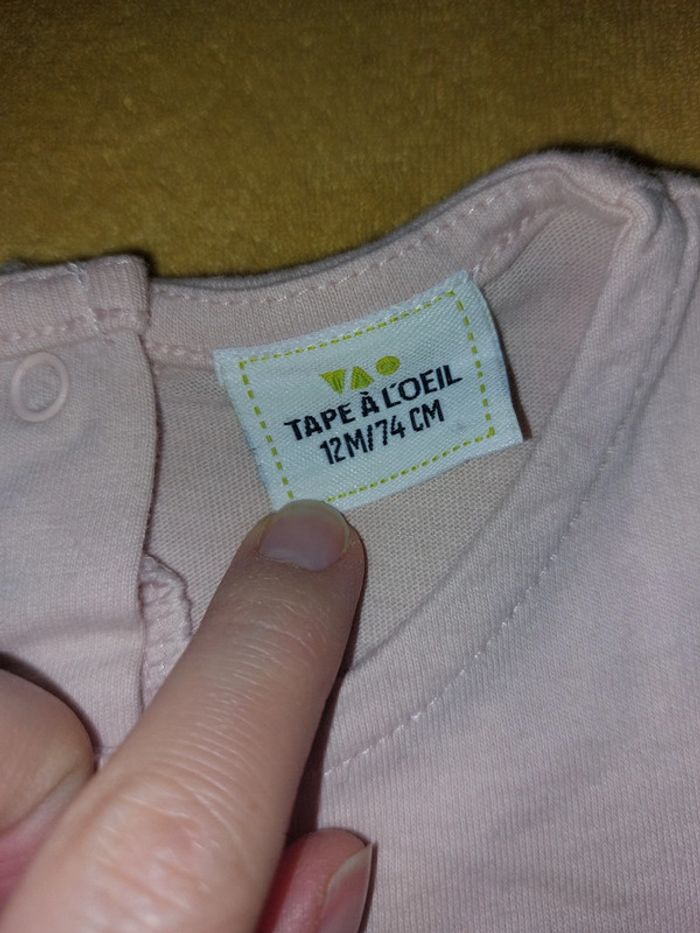 TAO
TAPE À L'OEIL
12M/74 CM